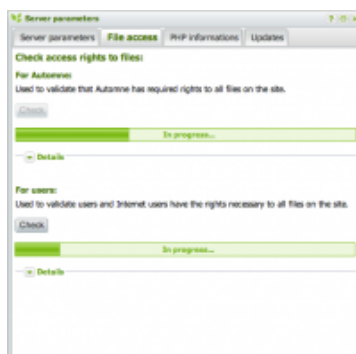 Server parameters
Server parameters File access PHP informations Updates
Check access rights to files:
For Automne:
Used to validate that Automne has required rights to all files on the site.
Check
In progress...
Details
For users:
Used to validate users and Internet users have the rights necessary to all files on the site.
Check
In progress...
Details